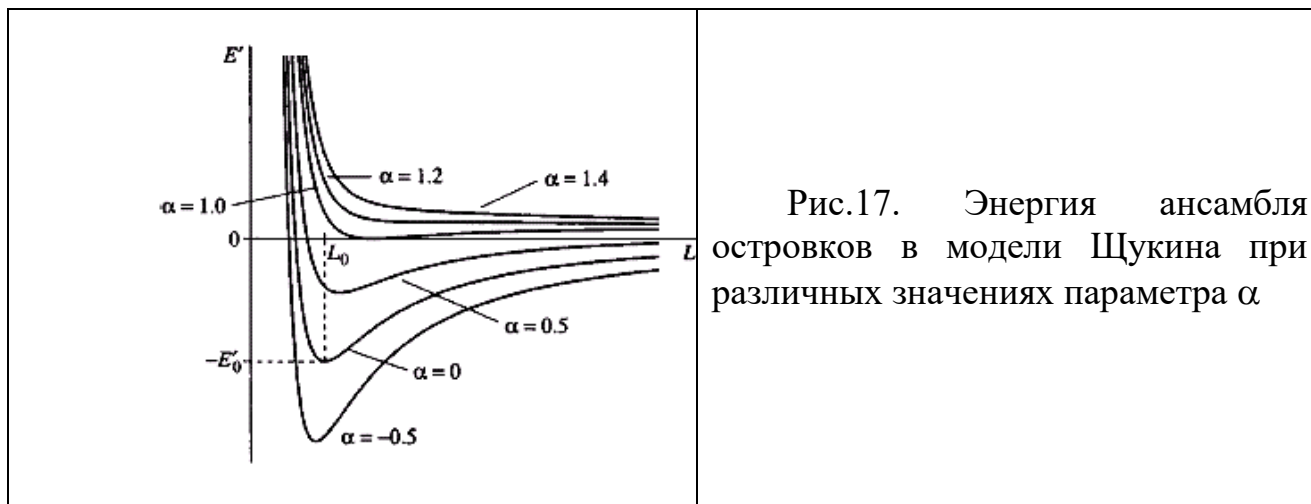 E′
α = 1.2
α = 1.4
α = 1.0
0
L₀
L
α = 0.5
−E′₀
α = 0
α = −0.5
Рис.17. Энергия ансамбля
островков в модели Щукина при
различных значениях параметра α